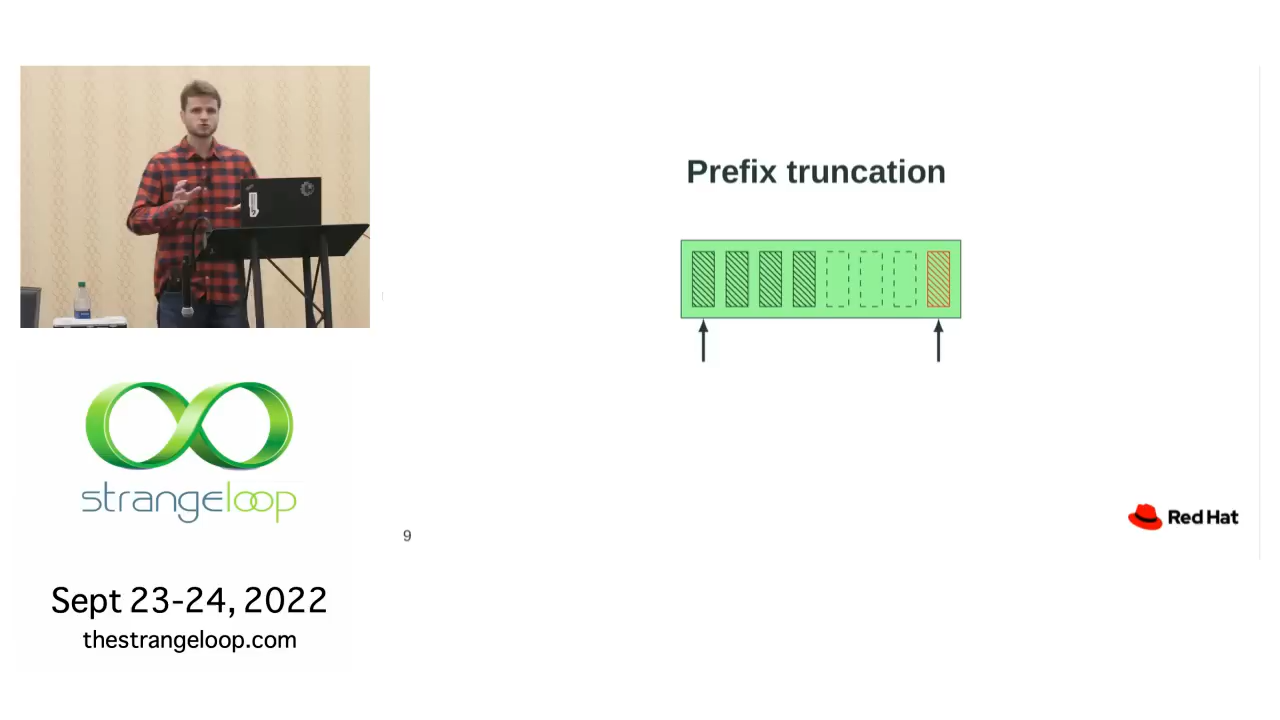 Prefix truncation
Red Hat
9
strangeloop
Sept 23-24, 2022
thestrangeloop.com